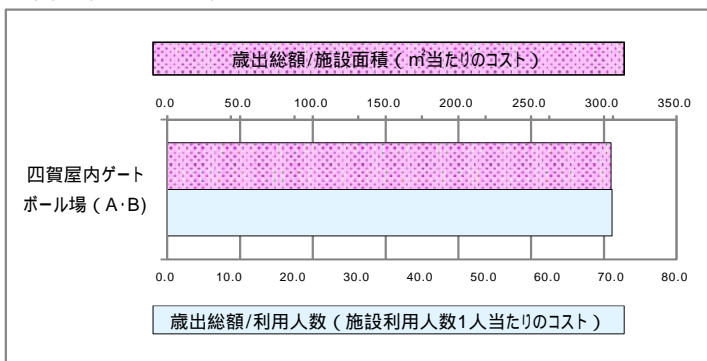 歳出総額/施設面積(㎡当たりのコスト)
0.0 50.0 100.0 150.0 200.0 250.0 300.0 350.0
四賀屋内ゲート
ボール場(A・B)
0.0 10.0 20.0 30.0 40.0 50.0 60.0 70.0 80.0
歳出総額/利用人数(施設利用人数1人当たりのコスト)